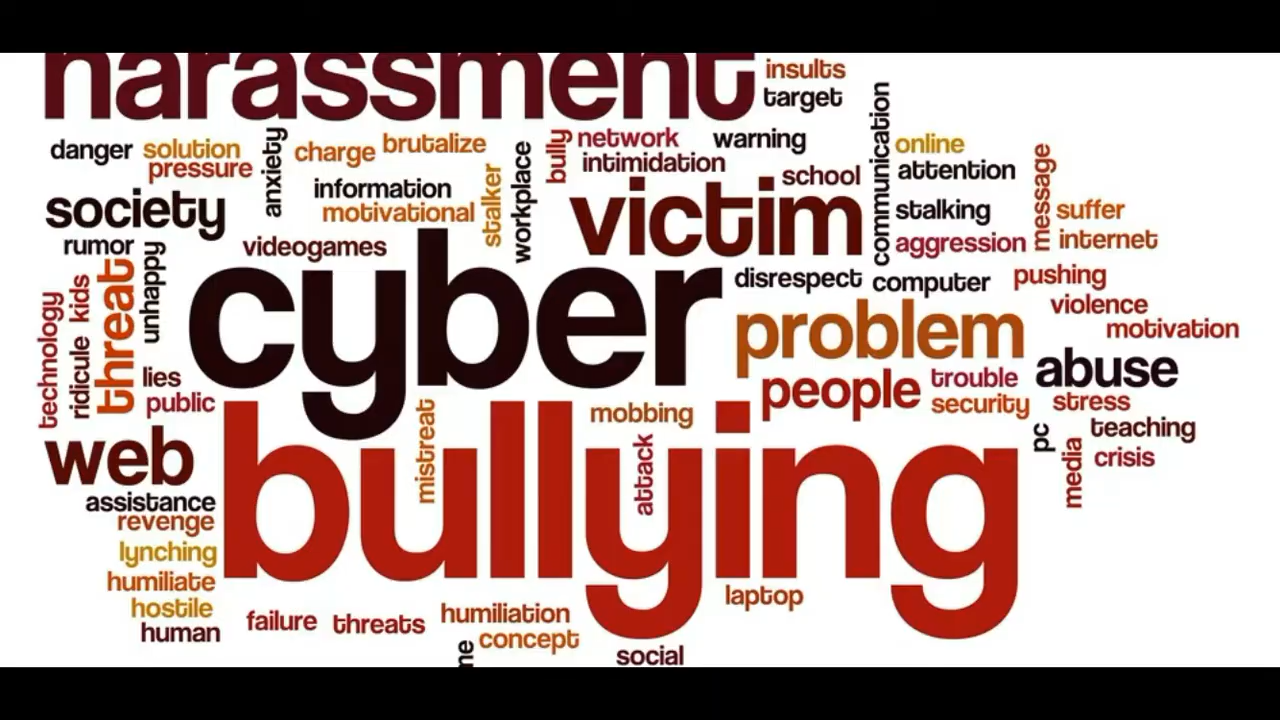 harassment
insults
target
danger
solution
pressure
anxiety
charge
brutalize
bully
network
intimidation
warning
communication
online
attention
message
information
motivational
stalker
workplace
school
society
victim
stalking
suffer
rumor
videogames
aggression
internet
unhappy
cyber
disrespect
computer
pushing
technology
kids
ridicule
threat
problem
violence
motivation
lies
public
people
trouble
security
abuse
stress
mistreat
mobbing
attack
pc
teaching
web
bullying
media
crisis
assistance
revenge
lynching
humiliate
hostile
human
failure
threats
humiliation
concept
laptop
social